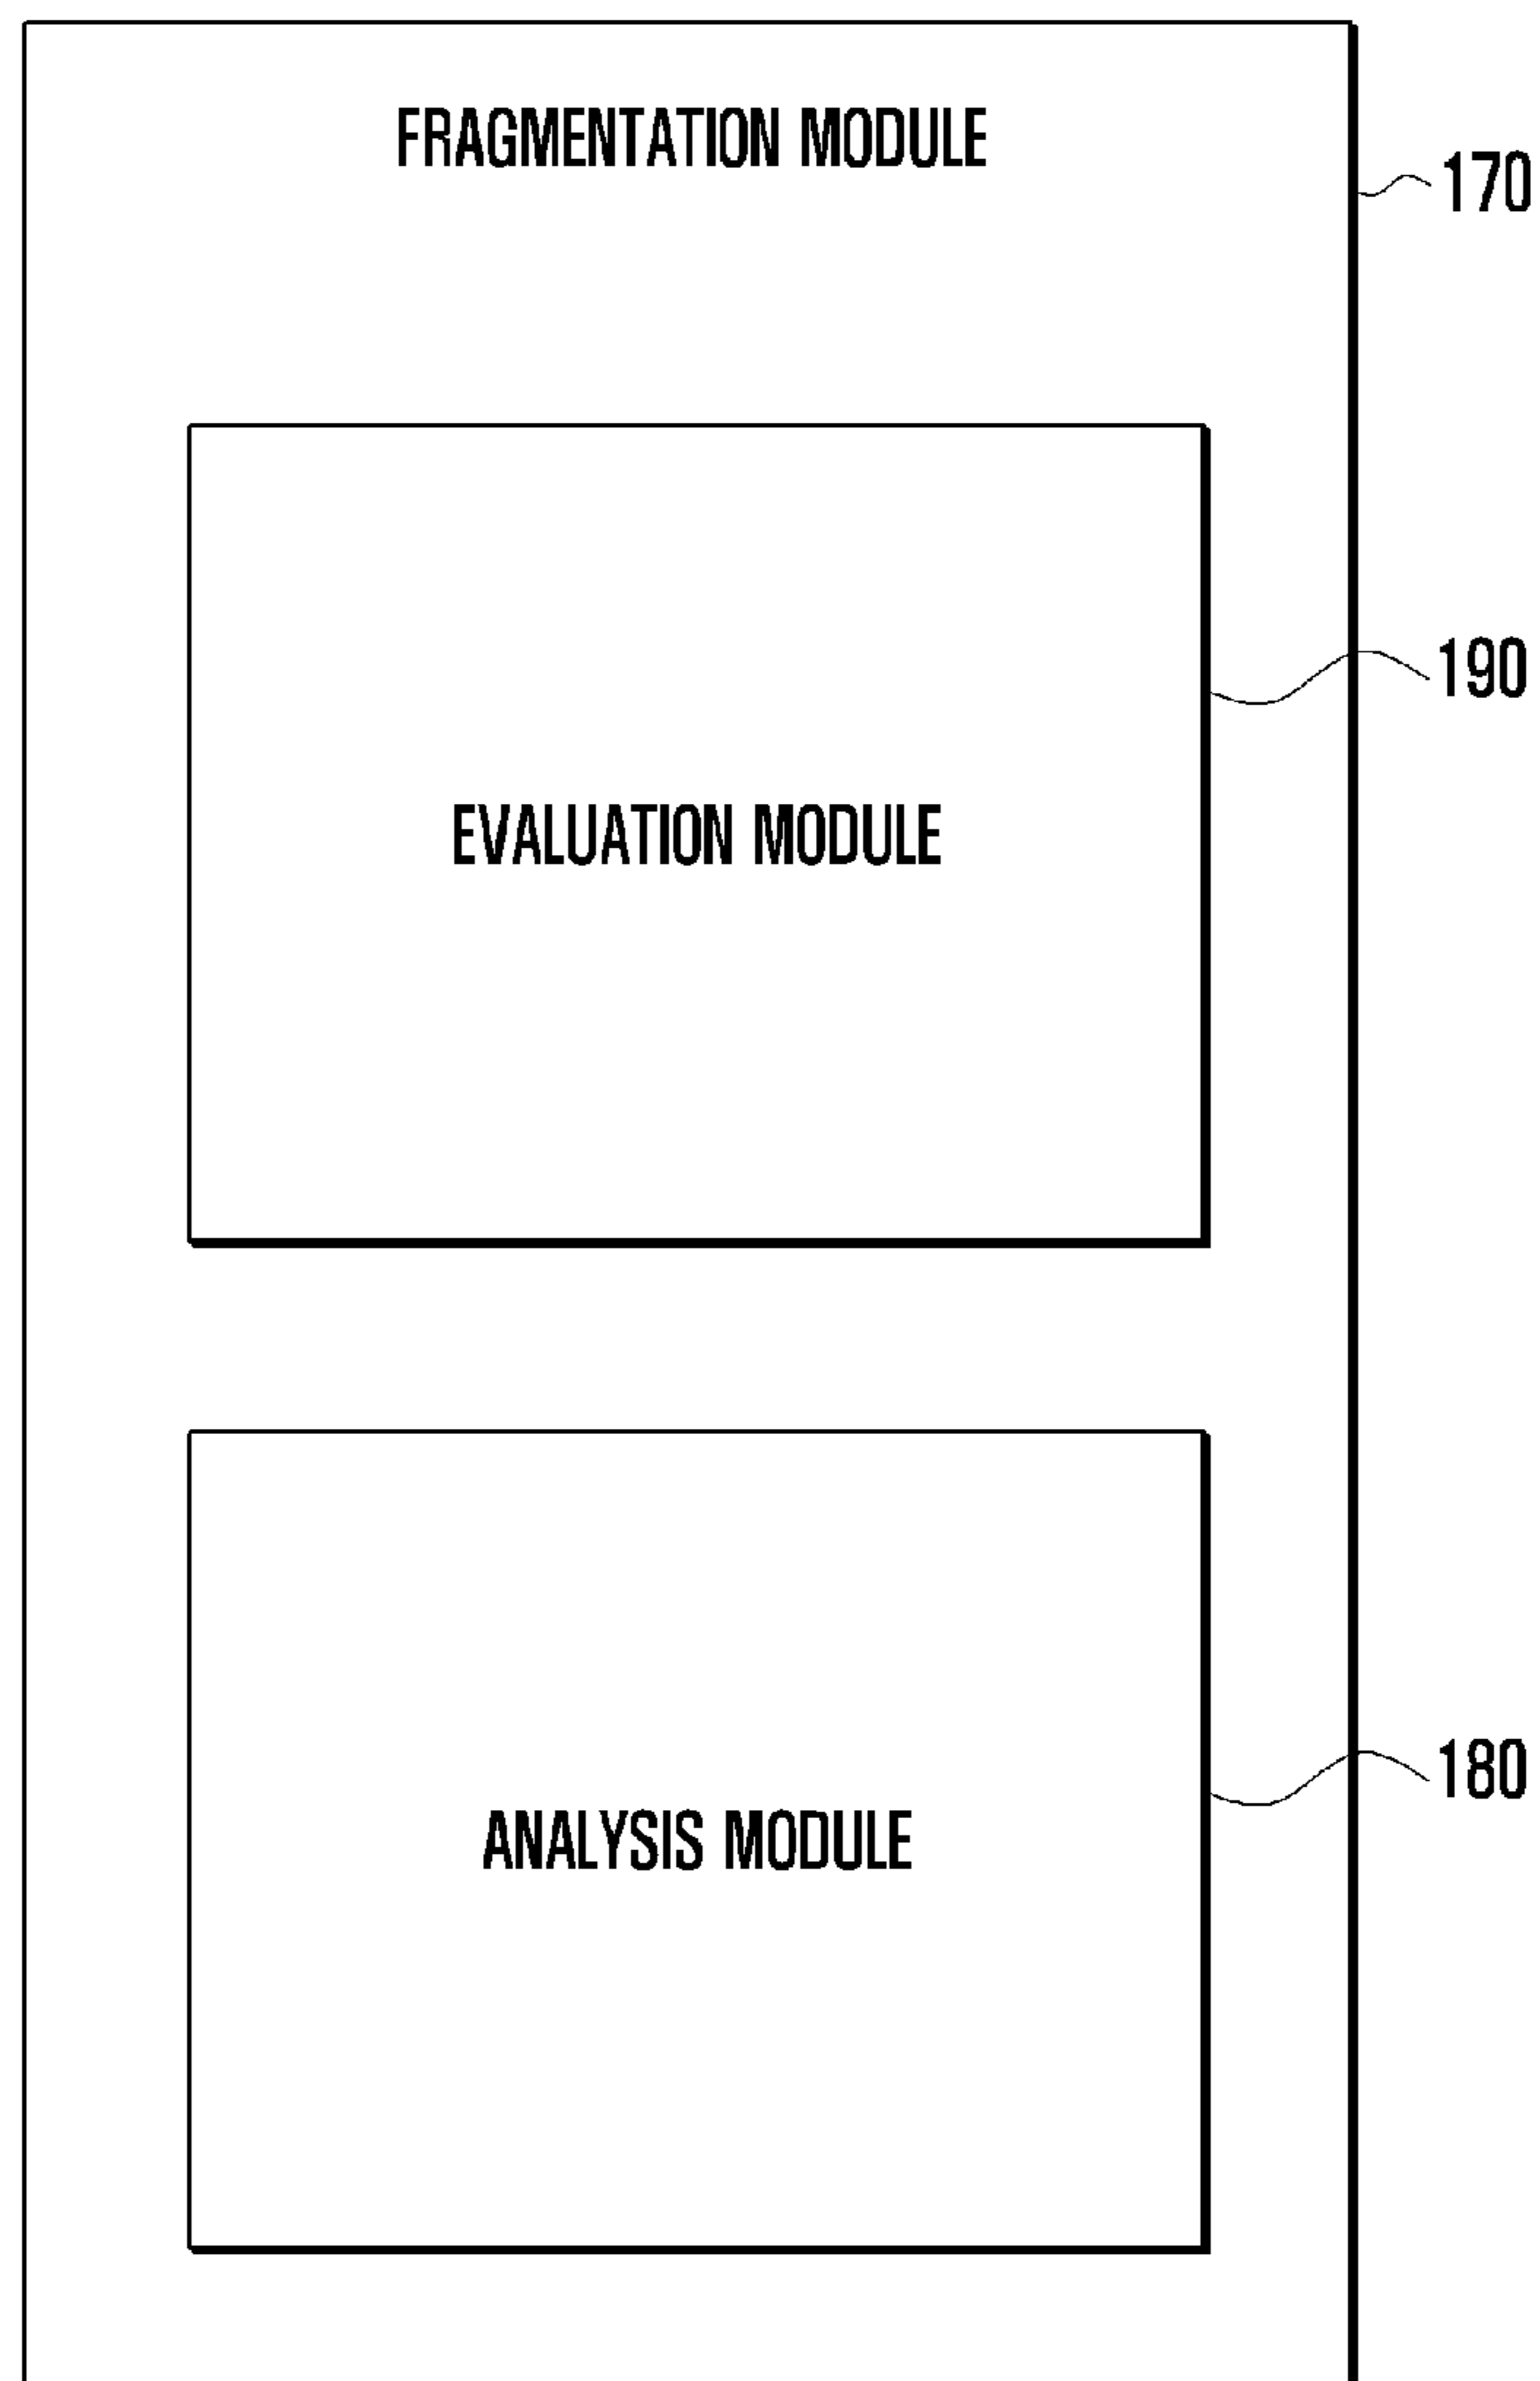 FRAGMENTATION MODULE
170
190
EVALUATION MODULE
180
ANALYSIS MODULE